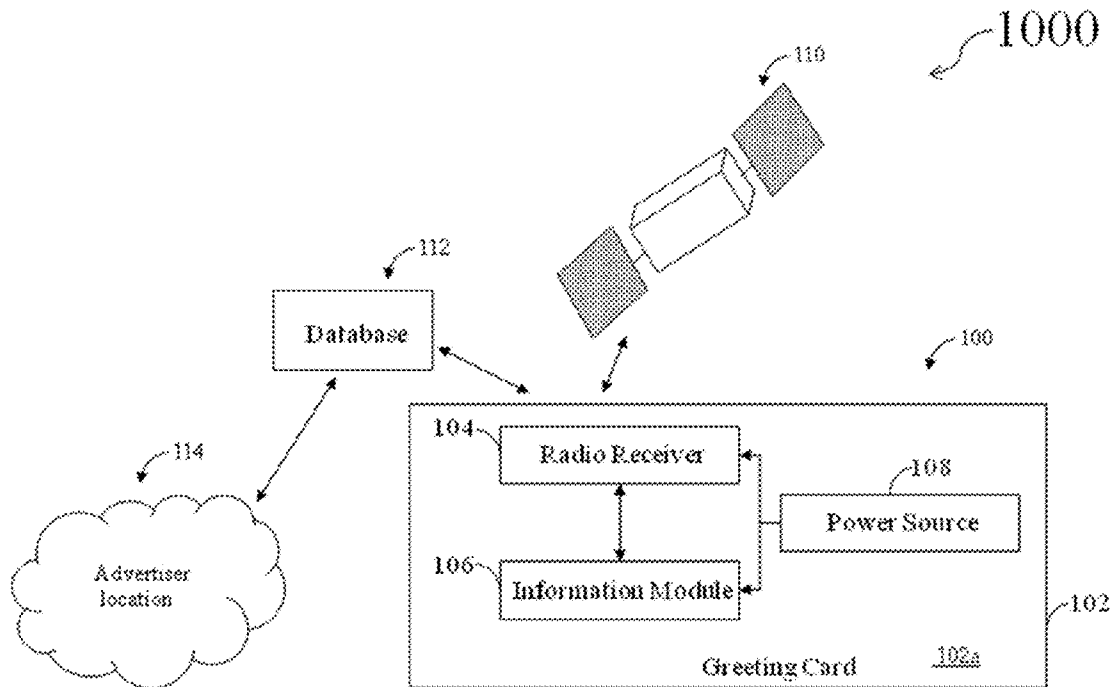 1000
110
112
Database
100
114
Advertiser
location
104
Radio Receiver
108
Power Source
106
Information Module
102
102a
Greeting Card